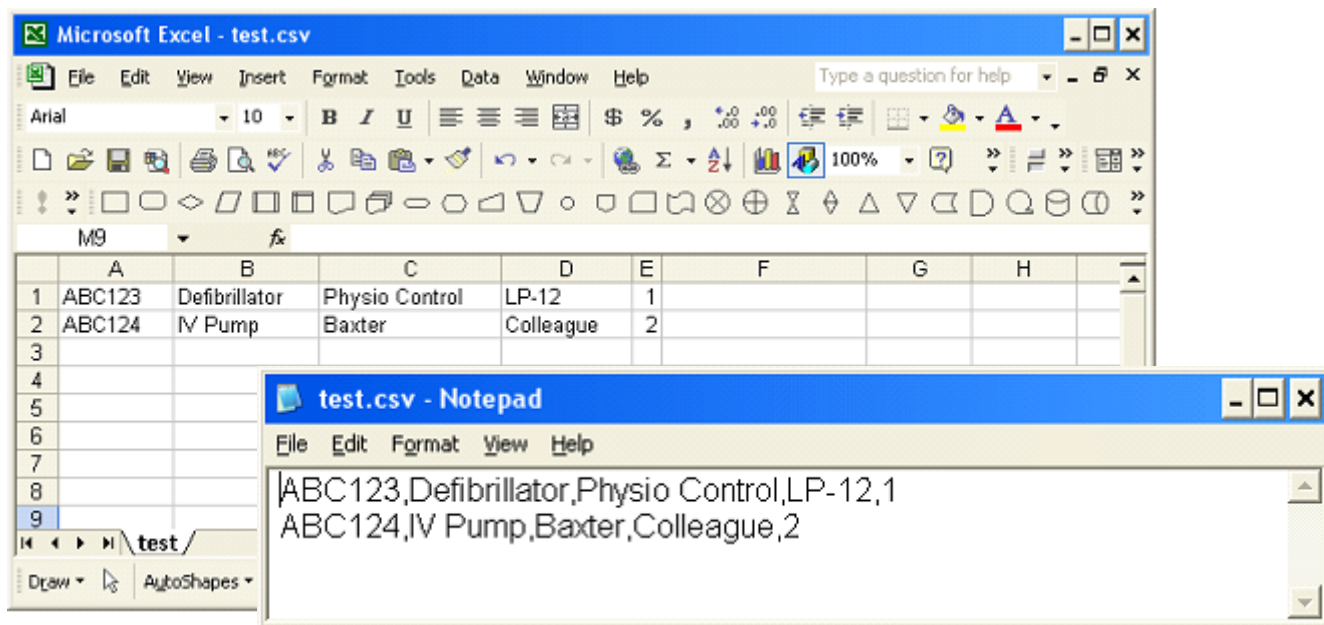 Microsoft Excel - test.csv
File Edit View Insert Format Tools Data Window Help Type a question for help
Arial 10 B I U $ % , .00 .00 A
Σ 100%
M9 fx
A B C D E F G H
1 ABC123 Defibrillator Physio Control LP-12 1
2 ABC124 IV Pump Baxter Colleague 2
3
4
5
6
7
8
9
test
Draw AutoShapes
test.csv - Notepad
File Edit Format View Help
ABC123,Defibrillator,Physio Control,LP-12,1
ABC124,IV Pump,Baxter,Colleague,2